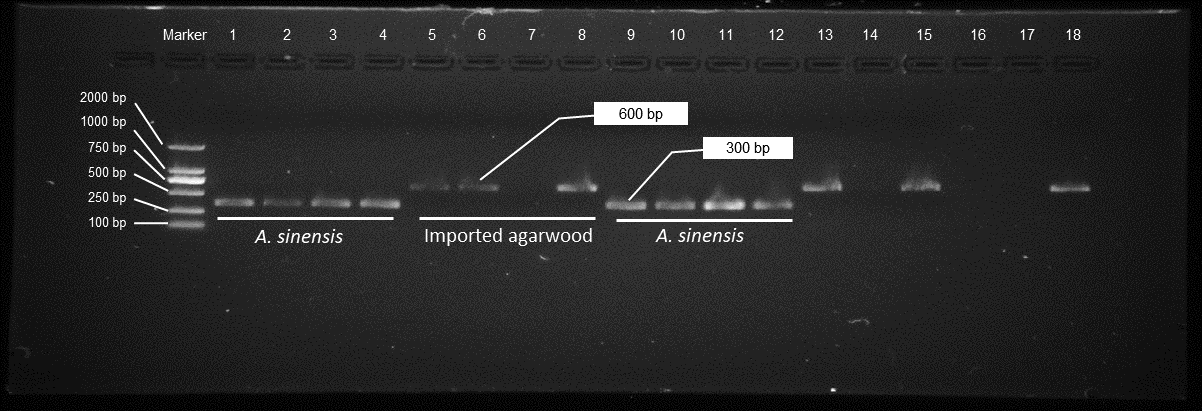 Marker 1 2 3 4 5 6 7 8 9 10 11 12 13 14 15 16 17 18
2000 bp
1000 bp
750 bp
500 bp
250 bp
100 bp
600 bp
300 bp
A. sinensis
Imported agarwood
A. sinensis